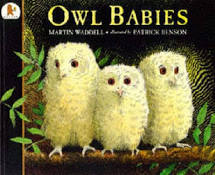 OWL BABIES
MARTIN WADDELL illustrated by PATRICK BENSON